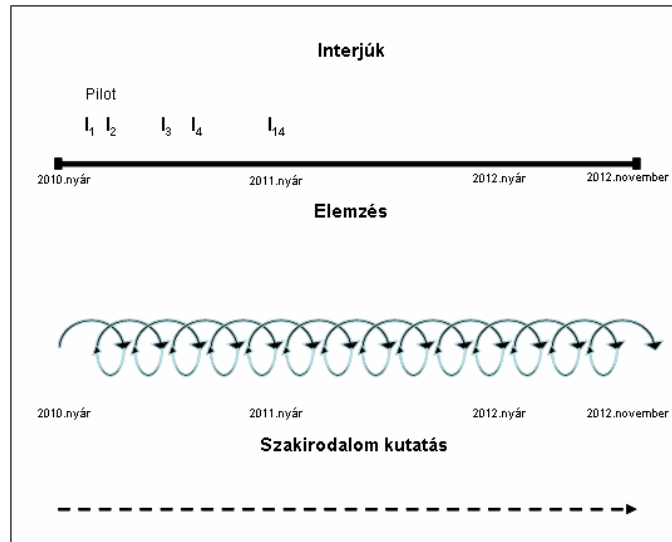 Interjúk
Pilot
I1 I2 I3 I4 I14
2010.nyár 2011.nyár 2012.nyár 2012.november
Elemzés
2010.nyár 2011.nyár 2012.nyár 2012.november
Szakirodalom kutatás